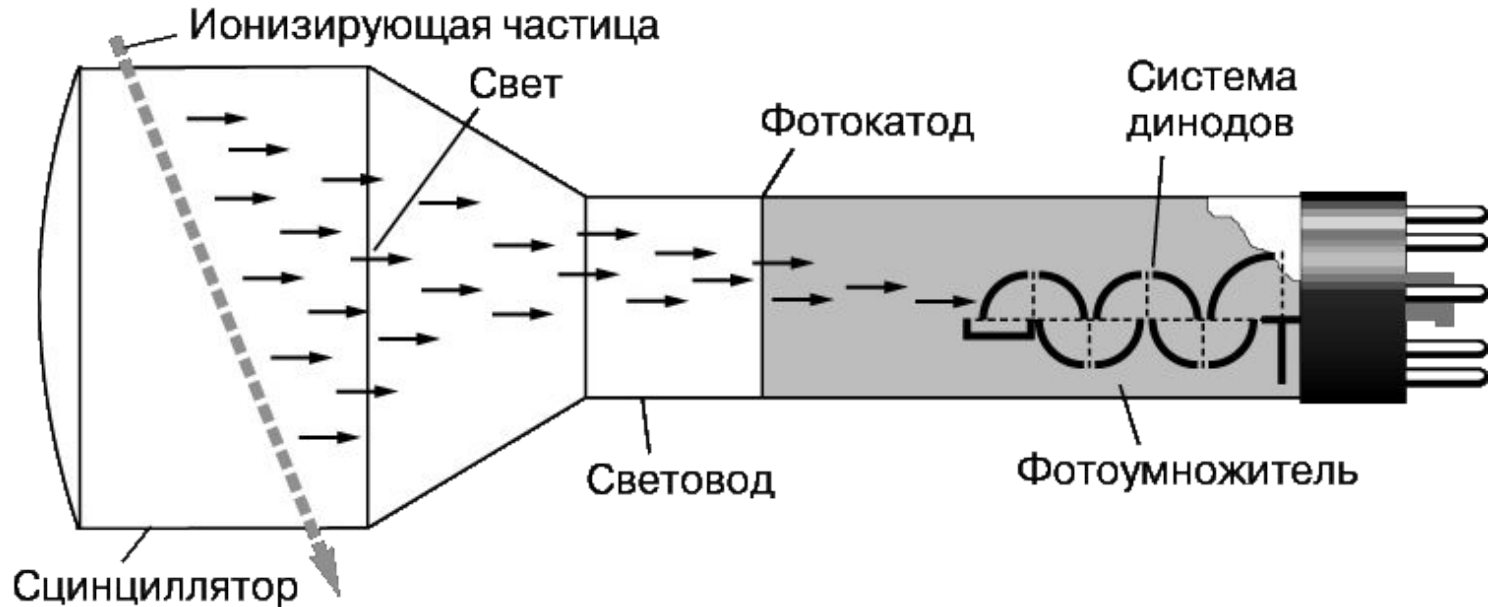 Ионизирующая частица
Свет
Система
динодов
Фотокатод
Световод
Фотоумножитель
Сцинциллятор